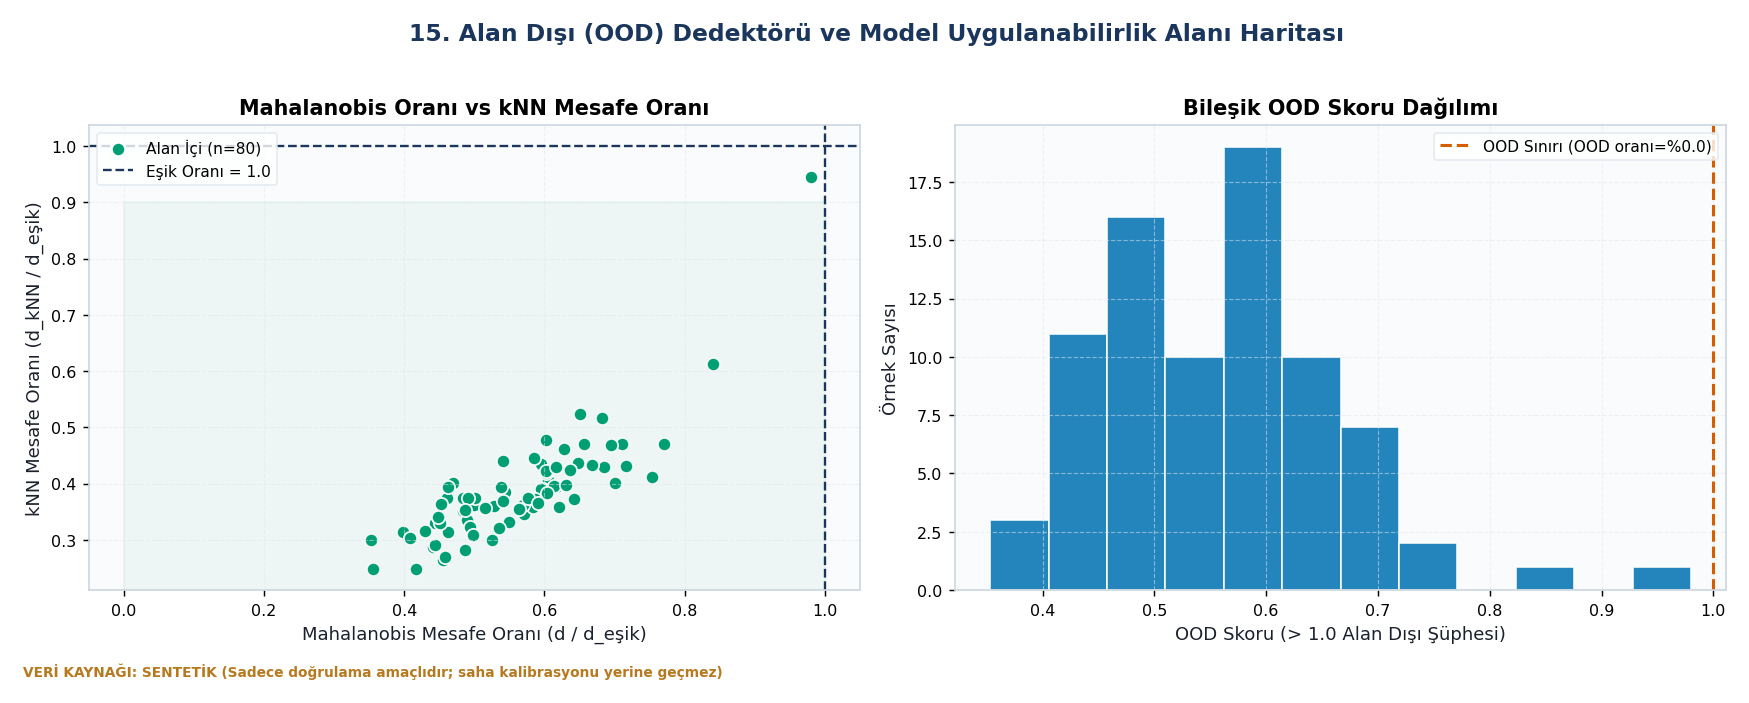 15. Alan Dışı (OOD) Dedektörü ve Model Uygulanabilirlik Alanı Haritası
Mahalanobis Oranı vs kNN Mesafe Oranı
Alan İçi (n=80)
Eşik Oranı = 1.0
kNN Mesafe Oranı (d_kNN / d_eşik)
1.0
0.9
0.8
0.7
0.6
0.5
0.4
0.3
0.0 0.2 0.4 0.6 0.8 1.0
Mahalanobis Mesafe Oranı (d / d_eşik)
Bileşik OOD Skoru Dağılımı
OOD Sınırı (OOD oranı=%0.0)
Örnek Sayısı
17.5
15.0
12.5
10.0
7.5
5.0
2.5
0.0
0.4 0.5 0.6 0.7 0.8 0.9 1.0
OOD Skoru (> 1.0 Alan Dışı Şüphesi)
VERİ KAYNAĞI: SENTETİK (Sadece doğrulama amaçlıdır; saha kalibrasyonu yerine geçmez)